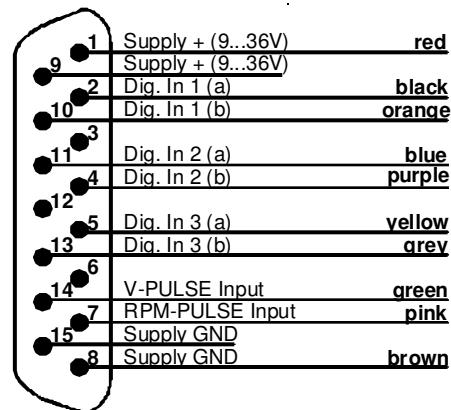 1 Supply + (9...36V) red
9 Supply + (9...36V)
2 Dig. In 1 (a) black
10 Dig. In 1 (b) orange
3
11 Dig. In 2 (a) blue
4 Dig. In 2 (b) purple
12
5 Dig. In 3 (a) yellow
13 Dig. In 3 (b) grey
6
14 V-PULSE Input green
7 RPM-PULSE Input pink
15 Supply GND
8 Supply GND brown